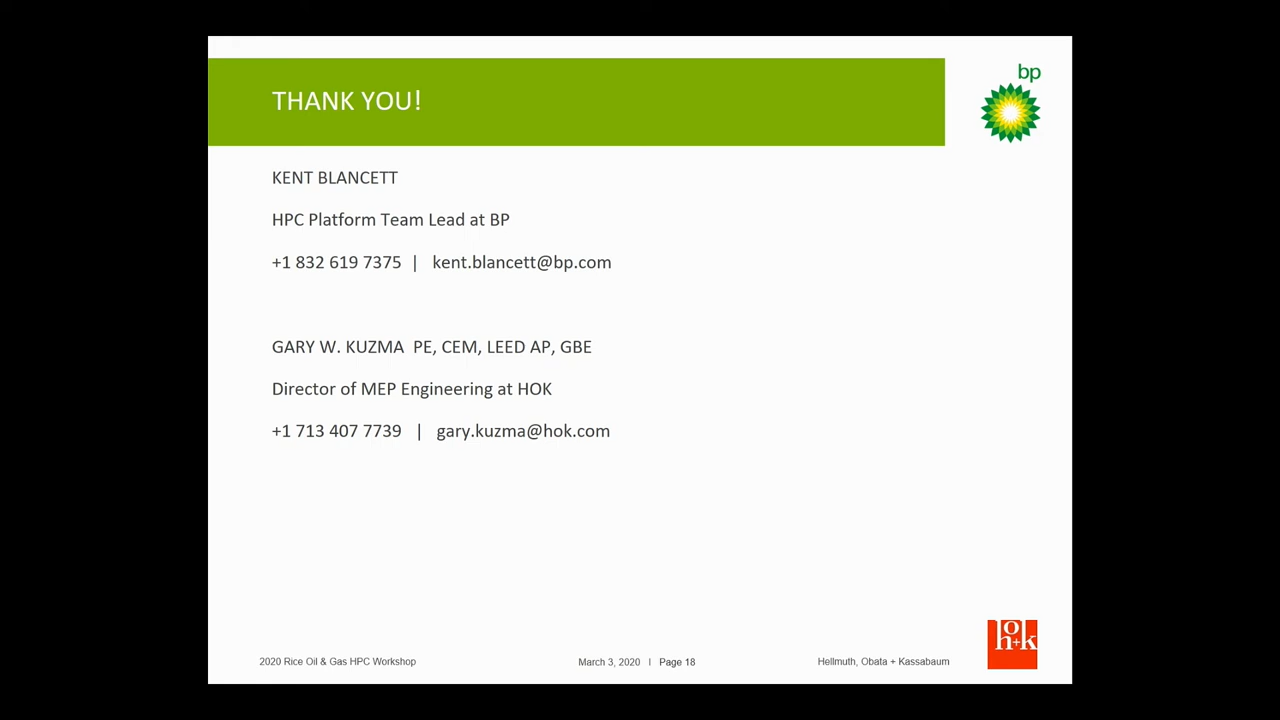 THANK YOU!
bp
KENT BLANCETT
HPC Platform Team Lead at BP
+1 832 619 7375 | kent.blancett@bp.com
GARY W. KUZMA PE, CEM, LEED AP, GBE
Director of MEP Engineering at HOK
+1 713 407 7739 | gary.kuzma@hok.com
ho+k
2020 Rice Oil & Gas HPC Workshop
March 3, 2020 I Page 18
Hellmuth, Obata + Kassabaum